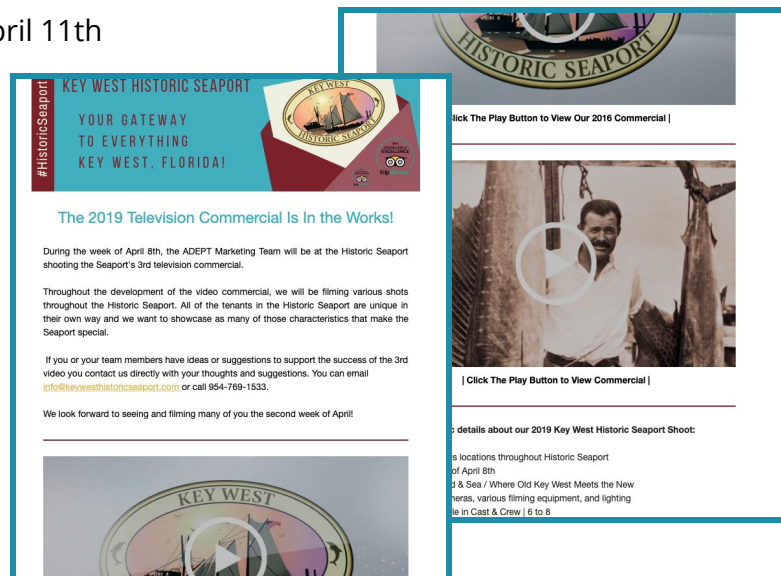 ril 11th
#HistoricSeaport
KEY WEST HISTORIC SEAPORT
YOUR GATEWAY
TO EVERYTHING
KEY WEST, FLORIDA!
KEY WEST
HISTORIC SEAPORT
EXCELLENCE
trip
The 2019 Television Commercial Is In the Works!
During the week of April 8th, the ADEPT Marketing Team will be at the Historic Seaport
shooting the Seaport's 3rd television commercial.
Throughout the development of the video commercial, we will be filming various shots
throughout the Historic Seaport. All of the tenants in the Historic Seaport are unique in
their own way and we want to showcase as many of those characteristics that make the
Seaport special.
If you or your team members have ideas or suggestions to support the success of the 3rd
video you contact us directly with your thoughts and suggestions. You can email
info@keywesthistoricseaport.com or call 954-769-1533.
We look forward to seeing and filming many of you the second week of April!
KEY WEST
HISTORIC SEAPORT
lick The Play Button to View Our 2016 Commercial |
| Click The Play Button to View Commercial |
c details about our 2019 Key West Historic Seaport Shoot:
s locations throughout Historic Seaport
of April 8th
d & Sea / Where Old Key West Meets the New
neras, various filming equipment, and lighting
le in Cast & Crew | 6 to 8